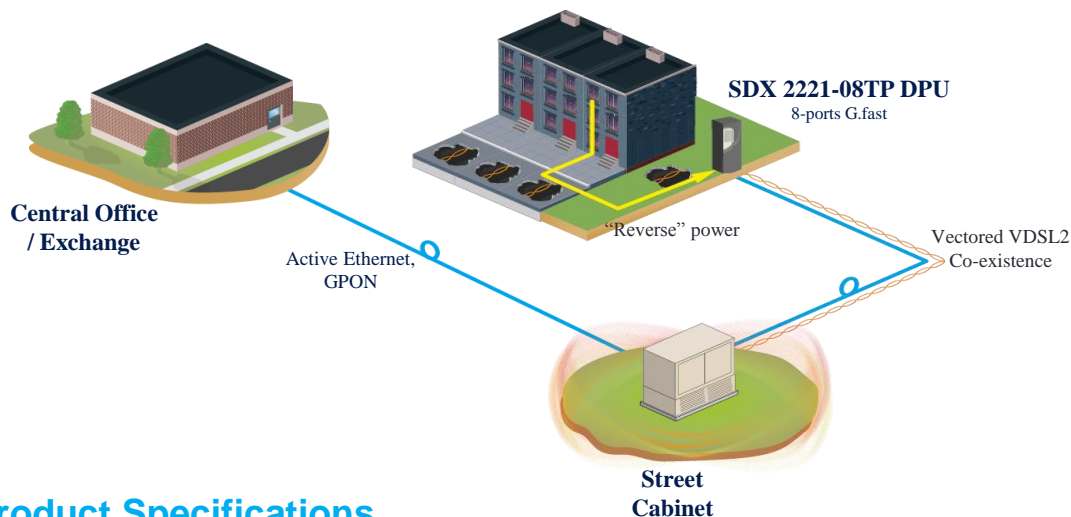 SDX 2221-08TP DPU
8-ports G.fast
Central Office
/ Exchange
"Reverse" power
Active Ethernet,
GPON
Vectored VDSL2
Co-existence
Street
Cabinet
roduct Specifications